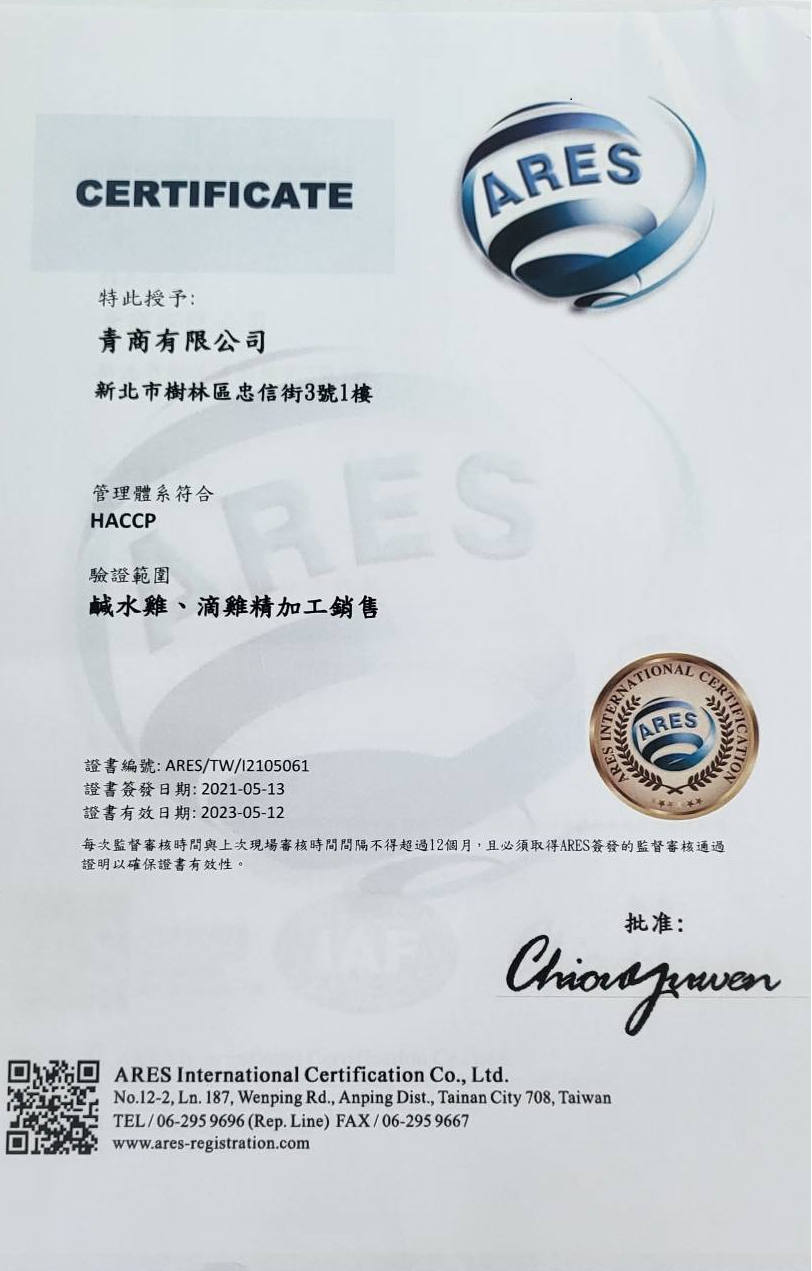 ARES
CERTIFICATE
特此授予:
青商有限公司
新北市樹林區忠信街3號1樓
ARES
管理體系符合
HACCP
驗證範圍
鹹水雞、滴雞精加工銷售
ARES INTERNATIONAL CERTIFICATION
ARES
證書編號: ARES/TW/I2105061
證書簽發日期: 2021-05-13
證書有效日期: 2023-05-12
每次監督審核時間與上次現場審核時間間隔不得超過12個月，且必須取得ARES簽發的監督審核通過
證明以確保證書有效性。
IAF
批准:
ARES International Certification Co., Ltd.
No.12-2, Ln. 187, Wenping Rd., Anping Dist., Tainan City 708, Taiwan
TEL / 06-295 9696 (Rep. Line) FAX / 06-295 9667
www.ares-registration.com